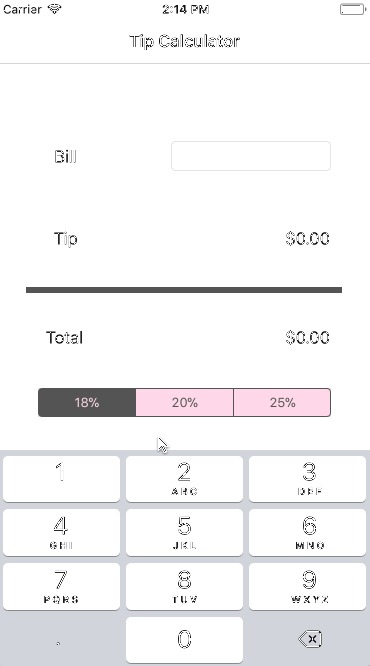 Carrier 2:14 PM
Tip Calculator
Bill
Tip $0.00
Total $0.00
18% 20% 25%
1 2 3
ABC DEF
4 5 6
GHI JKL MNO
7 8 9
PQRS TUV WXYZ
. 0